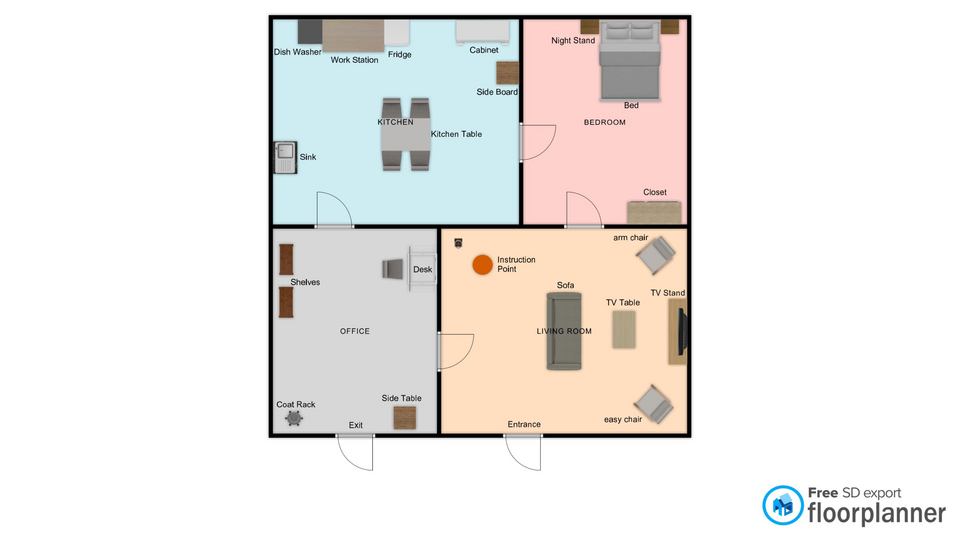 Dish Washer
Work Station
Fridge
Cabinet
Side Board
KITCHEN
Kitchen Table
Sink
Night Stand
Bed
BEDROOM
Closet
Shelves
Desk
OFFICE
Coat Rack
Side Table
Exit
Instruction
Point
arm chair
Sofa
TV Table
TV Stand
LIVING ROOM
easy chair
Entrance
Free SD export
floorplanner